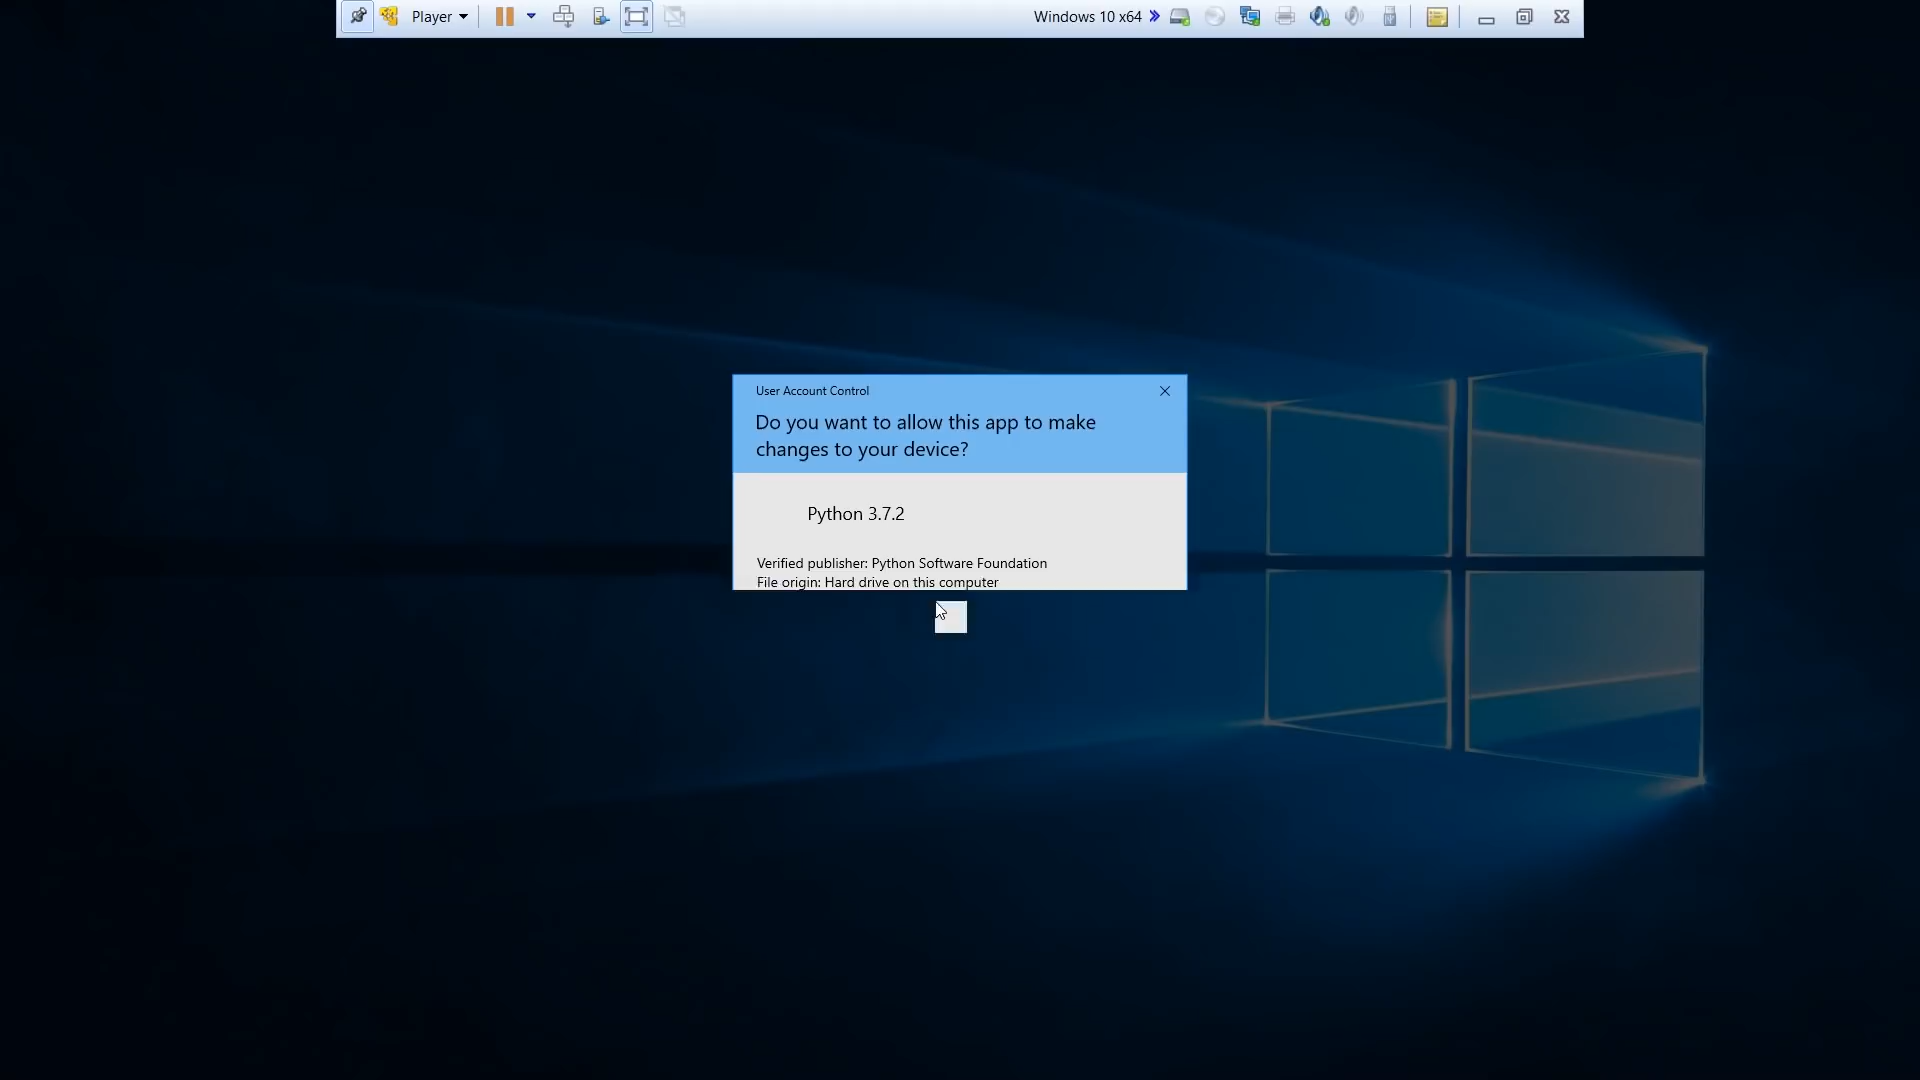 Player
Windows 10 x64
User Account Control
Do you want to allow this app to make
changes to your device?
Python 3.7.2
Verified publisher: Python Software Foundation
File origin: Hard drive on this computer